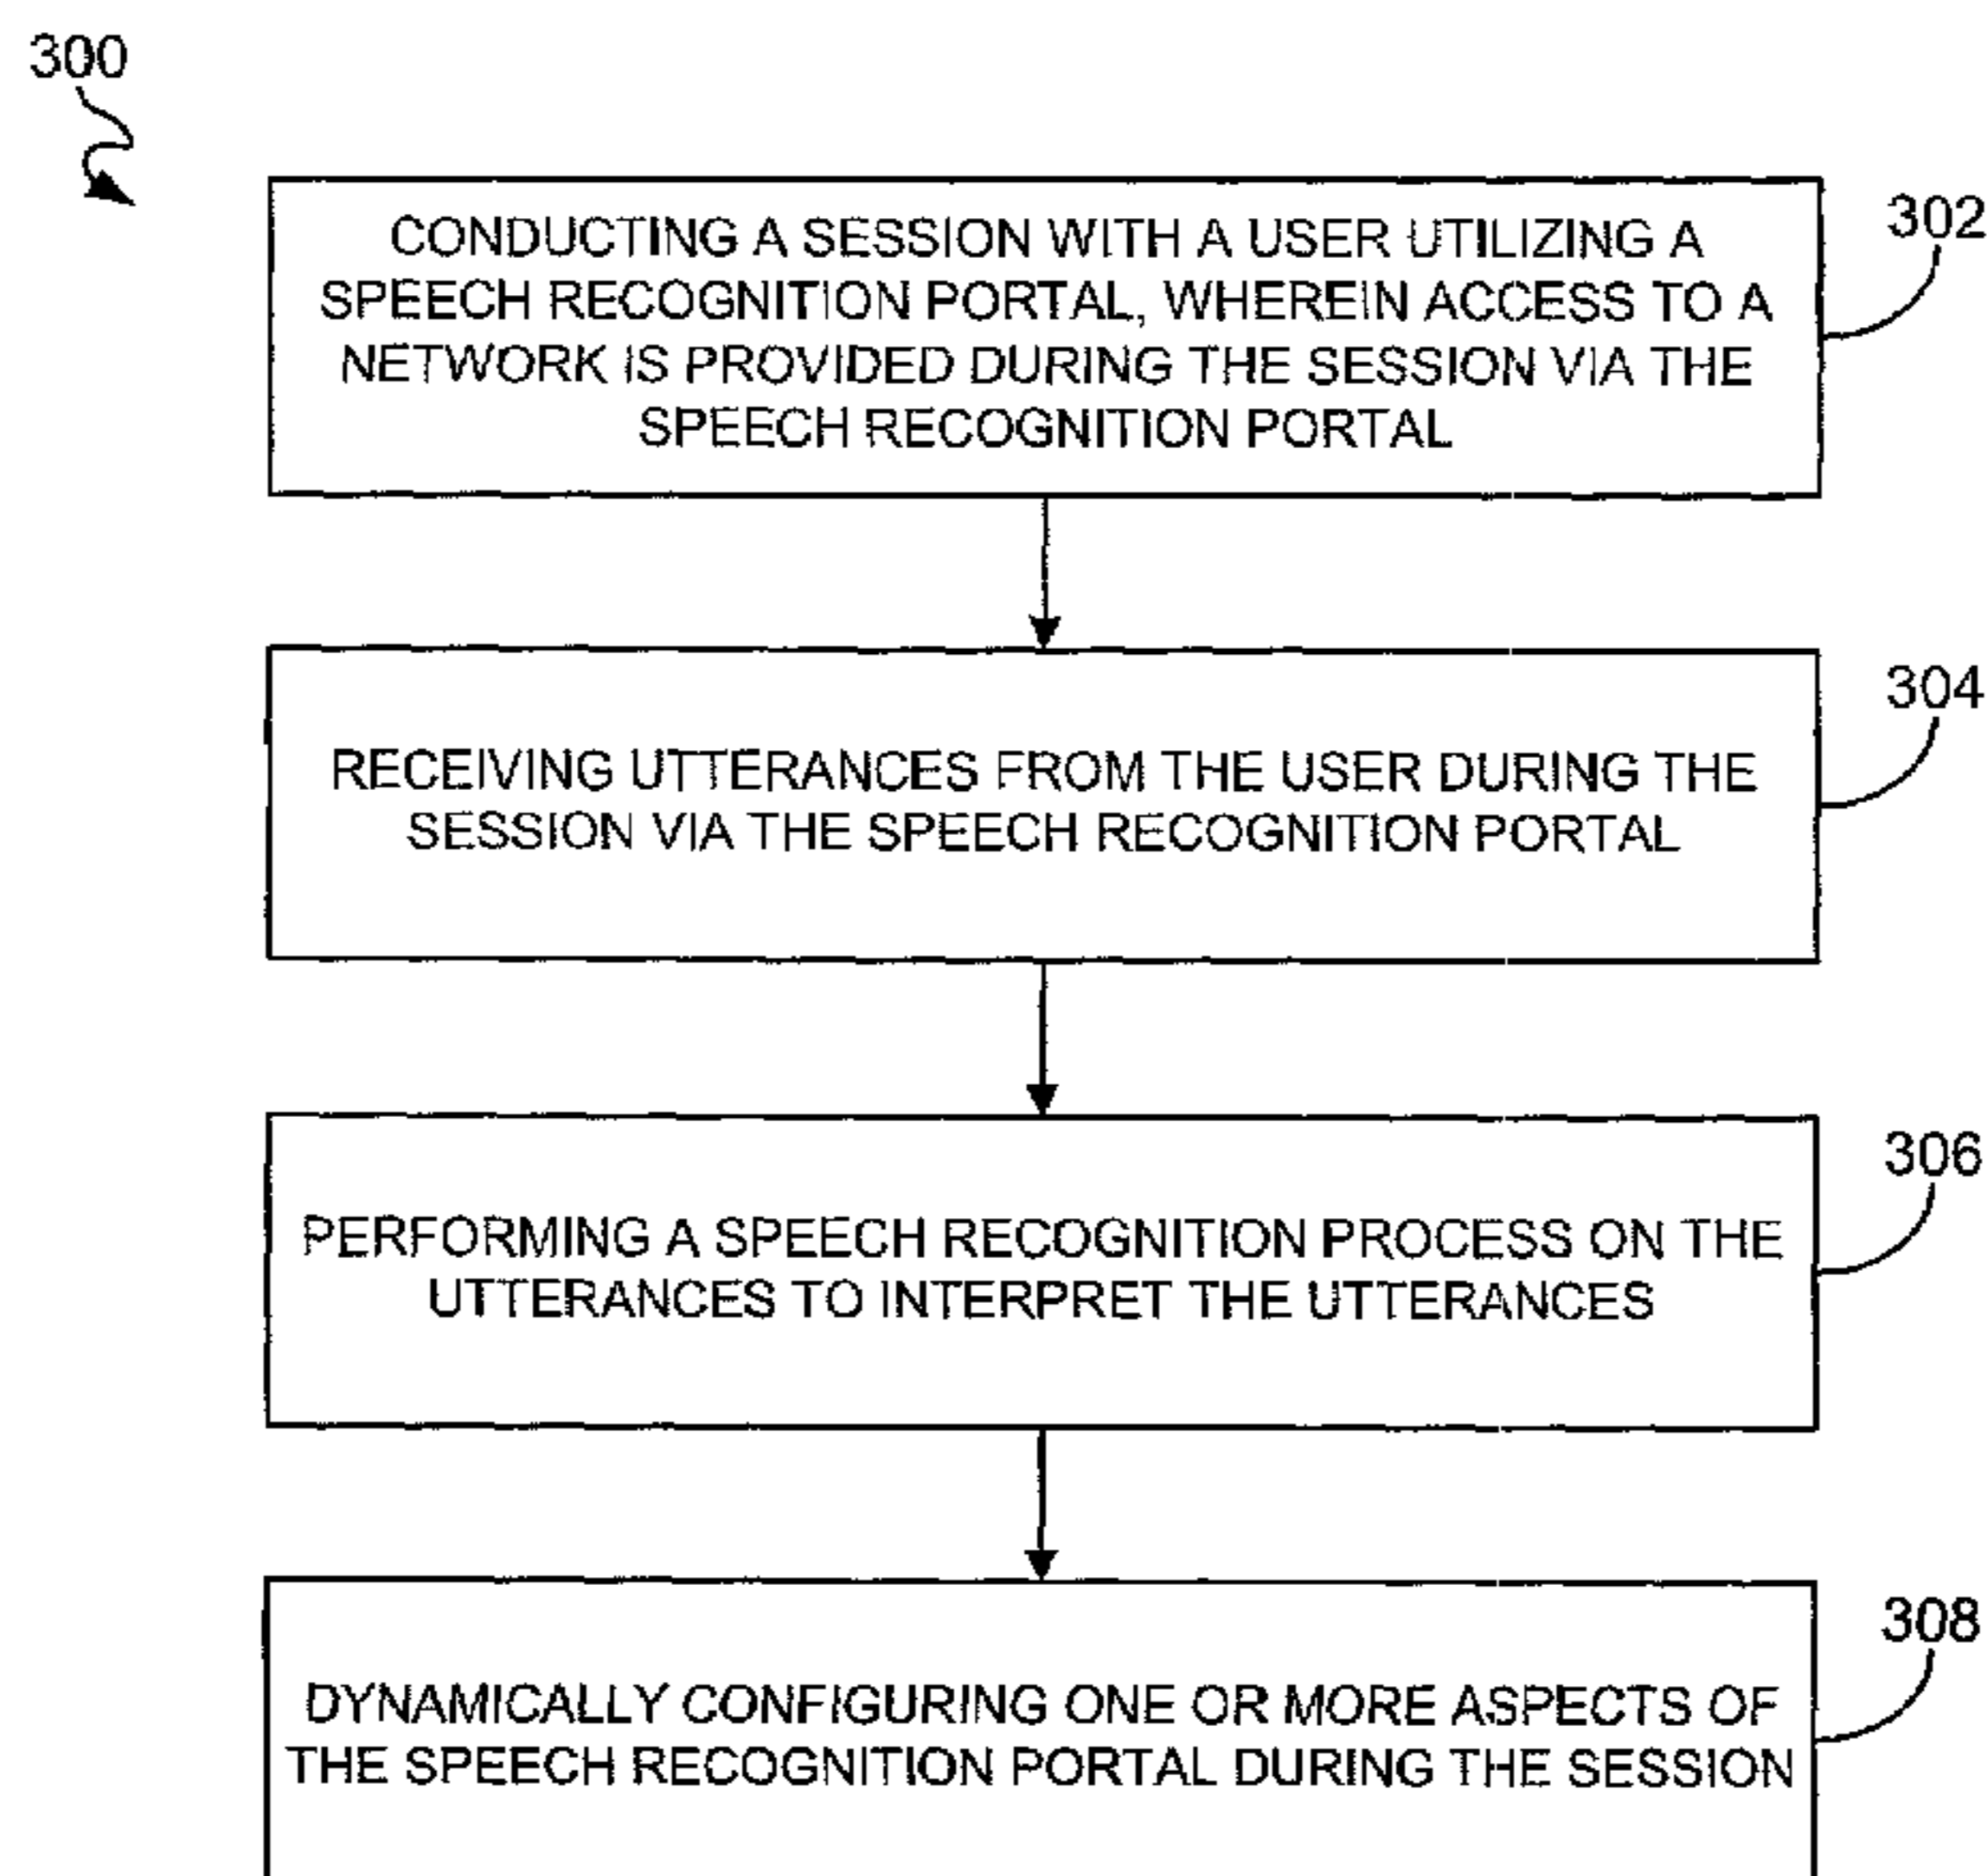 300
CONDUCTING A SESSION WITH A USER UTILIZING A
SPEECH RECOGNITION PORTAL, WHEREIN ACCESS TO A
NETWORK IS PROVIDED DURING THE SESSION VIA THE
SPEECH RECOGNITION PORTAL
302
RECEIVING UTTERANCES FROM THE USER DURING THE
SESSION VIA THE SPEECH RECOGNITION PORTAL
304
PERFORMING A SPEECH RECOGNITION PROCESS ON THE
UTTERANCES TO INTERPRET THE UTTERANCES
306
DYNAMICALLY CONFIGURING ONE OR MORE ASPECTS OF
THE SPEECH RECOGNITION PORTAL DURING THE SESSION
308